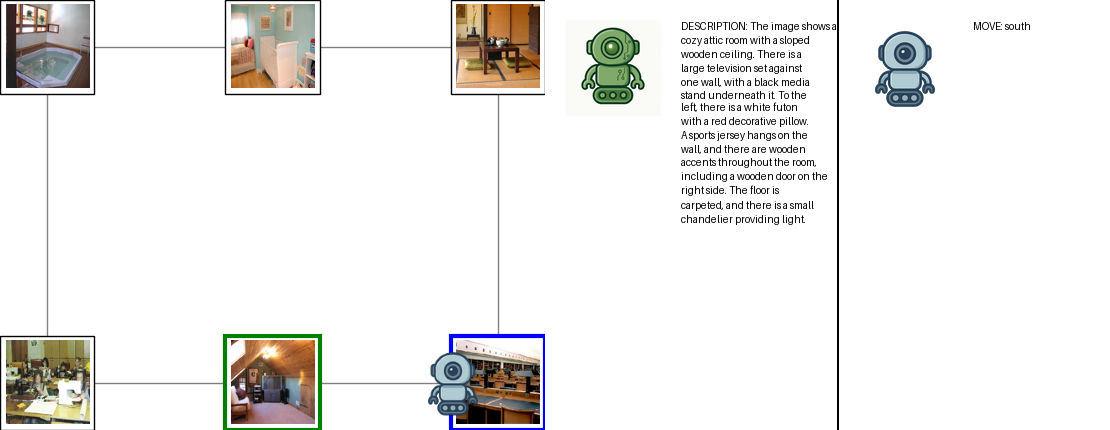 DESCRIPTION: The image shows a
cozy attic room with a sloped
wooden ceiling. There is a
large television set against
one wall, with a black media
stand underneath it. To the
left, there is a white futon
with a red decorative pillow.
A sports jersey hangs on the
wall, and there are wooden
accents throughout the room,
including a wooden door on the
right side. The floor is
carpeted, and there is a small
chandelier providing light.
MOVE: south